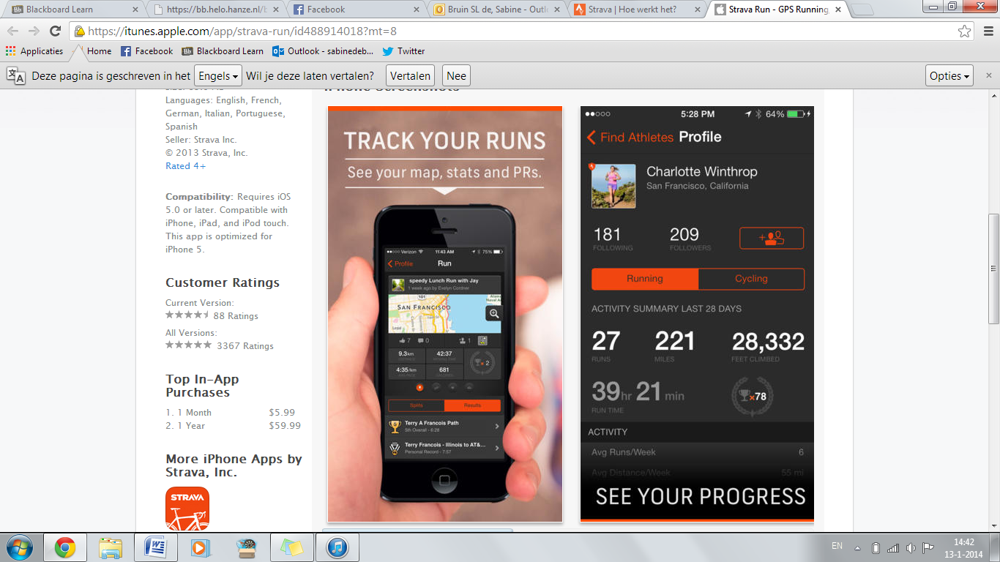 Blackboard Learn
https://bb.helo.hanze.nl/b
Facebook
Bruin SL de, Sabine - Outl
Strava | Hoe werkt het?
Strava Run - GPS Running,
https://itunes.apple.com/app/strava-run/id488914018?mt=8
Applicaties
Home
Facebook
Bb Blackboard Learn
Outlook - sabinedeb...
Twitter
Deze pagina is geschreven in het Engels Wil je deze laten vertalen? Vertalen Nee Opties
Languages: English, French,
German, Italian, Portuguese,
Spanish
Seller: Strava Inc.
© 2013 Strava, Inc.
Rated 4+
Compatibility: Requires iOS
5.0 or later. Compatible with
iPhone, iPad, and iPod touch.
This app is optimized for
iPhone 5.
Customer Ratings
Current Version:
88 Ratings
All Versions:
3367 Ratings
Top In-App
Purchases
1. 1 Month $5.99
2. 1 Year $59.99
More iPhone Apps by
Strava, Inc.
STRAVA
iPhone Screenshots
TRACK YOUR RUNS
See your map, stats and PRs.
Verizon 11:43 AM 75%
Profile Run
speedy Lunch Run with Jay
1 week ago by Evelyn Cordner
101
SAN FRANCISCO
Legal
7 0 1
9.3km 42:37
DISTANCE
x 2
4:35/km 681
Splits Results
Terry A Francois Path
5th Overall - 6:28
Terry Francois - Illinois to AT&...
Personal Record - 7:57
5:28 PM 64%
Find Athletes Profile
Charlotte Winthrop
San Francisco, California
181 209
FOLLOWING FOLLOWERS
Running Cycling
ACTIVITY SUMMARY LAST 28 DAYS
27 221 28,332
RUNS MILES FEET CLIMBED
39 hr 21 min
x78
RUN TIME
ACTIVITY
Avg Runs/Week 6
Avg Distance/Week 55 mi
SEE YOUR PROGRESS
EN
14:42
13-1-2014